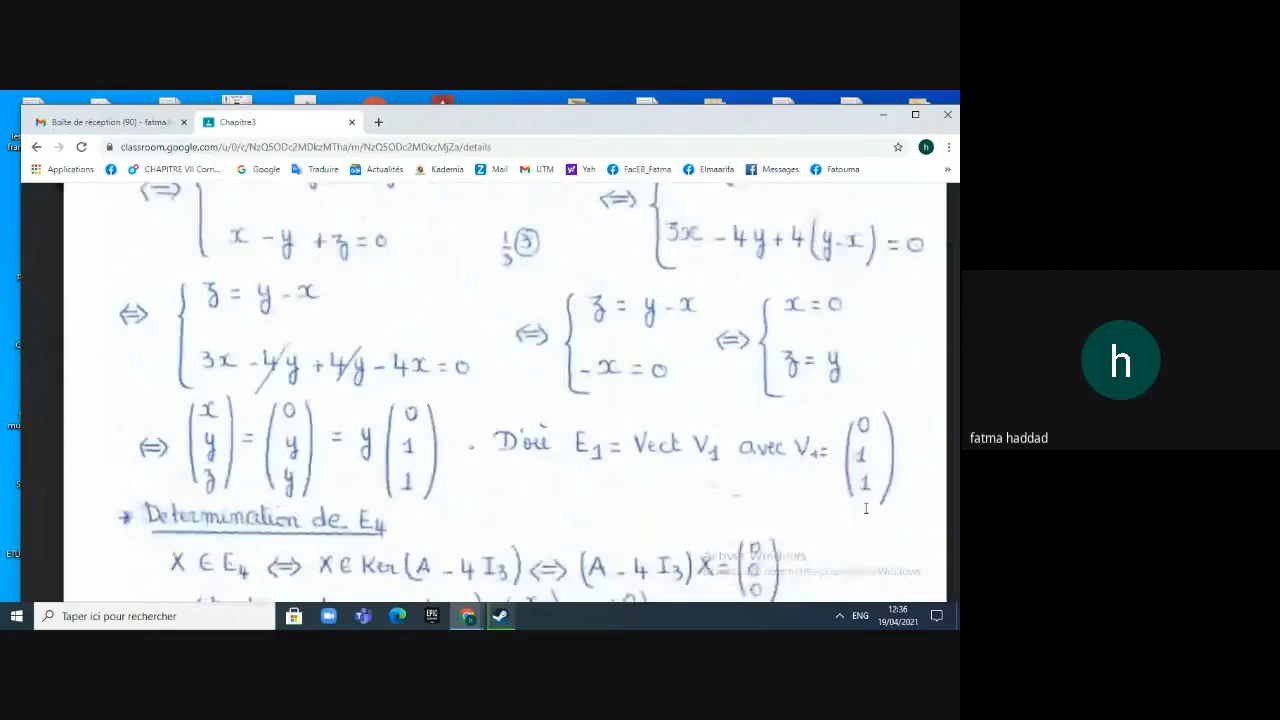 Boîte de réception (90) - fatma.h
Chapitre3
classroom.google.com/u/0/c/NzQ5ODc2MDkzMTha/m/NzQ5ODc2MDkzMjZa/details
Applications
CHAPITRE VII Corri...
Google
Traduire
Actualités
Kademia
Mail
UTM
Yah
FacEB_Fatma
Elmaarifa
Messages
Fatouma
»
⇔ { x - y + z = 0 1/3 ③ ⇔ { 3x - 4y + 4(y-x) = 0
⇔ { z = y - x ⇔ { z = y - x ⇔ { x = 0
3x - 4y + 4y - 4x = 0 - x = 0 z = y
⇔ (x y z) = (0 y y) = y (0 1 1) . D'où E1 = Vect V1 avec V1 = (0 1 1)
* Determination de E4
X ∈ E4 ⇔ X ∈ Ker(A - 4 I3) ⇔ (A - 4 I3) X = (0 0 0)
Activer Windows
h
fatma haddad
Taper ici pour rechercher
EPIC
ENG
12:36
19/04/2021